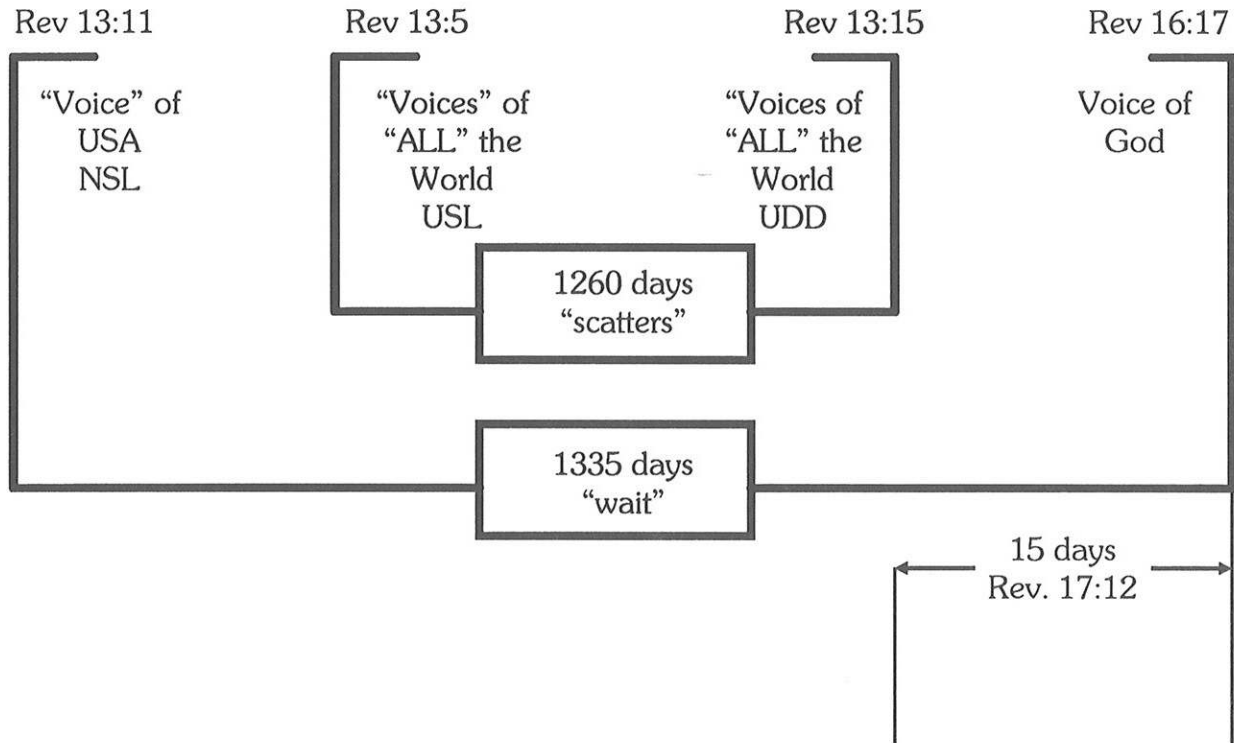 Rev 13:11
Rev 13:5
Rev 13:15
Rev 16:17
“Voice” of
USA
NSL
“Voices” of
“ALL” the
World
USL
“Voices of
“ALL” the
World
UDD
Voice of
God
1260 days
“scatters”
1335 days
“wait”
15 days
Rev. 17:12